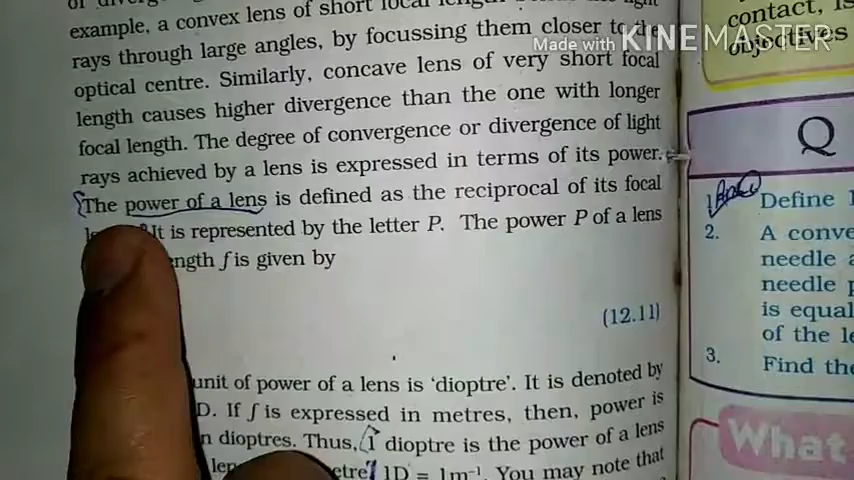 example, a convex lens of short focal
rays through large angles, by focussing them closer to the
optical centre. Similarly, concave lens of very short focal
length causes higher divergence than the one with longer
focal length. The degree of convergence or divergence of light
rays achieved by a lens is expressed in terms of its power.
The power of a lens is defined as the reciprocal of its focal
It is represented by the letter P. The power P of a lens
ngth f is given by
(12.11)
unit of power of a lens is 'dioptre'. It is denoted by
D. If f is expressed in metres, then, power is
n dioptres. Thus, 1 dioptre is the power of a lens
etre. 1D = 1m⁻¹. You may note that
Made with KINEMASTER
contact, is
objectives
Q
1. Define 1
2. A conve
needle a
needle p
is equal
of the le
3. Find the
What